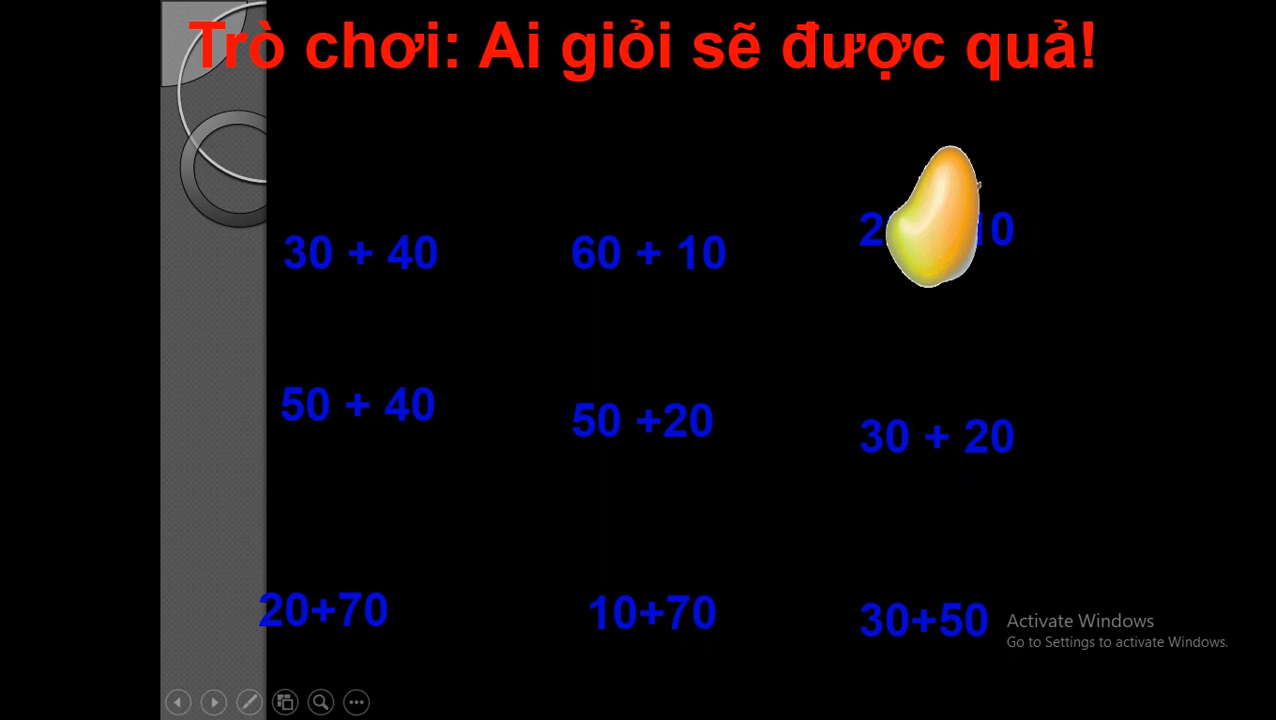 Trò chơi: Ai giỏi sẽ được quả!
30 + 40
60 + 10
50 + 40
50 +20
30 + 20
20+70
10+70
30+50
Activate Windows
Go to Settings to activate Windows.